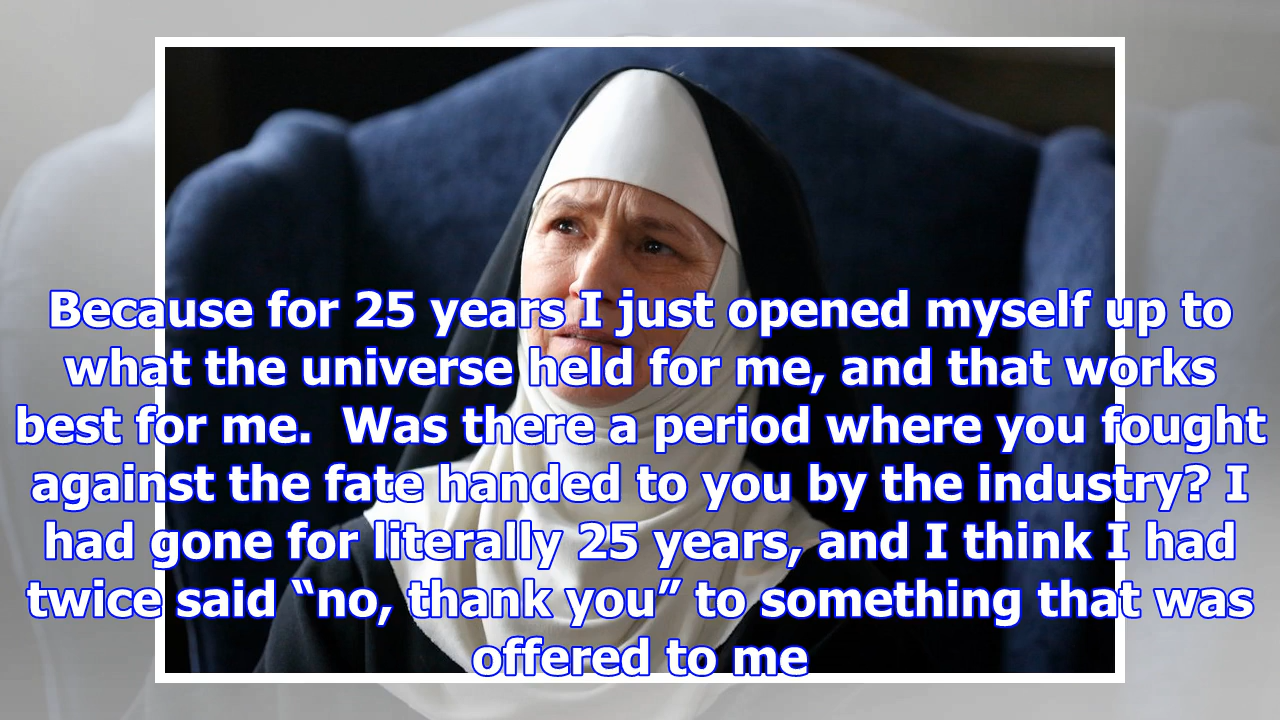 Because for 25 years I just opened myself up to
what the universe held for me, and that works
best for me.  Was there a period where you fought
against the fate handed to you by the industry? I
had gone for literally 25 years, and I think I had
twice said “no, thank you” to something that was
offered to me